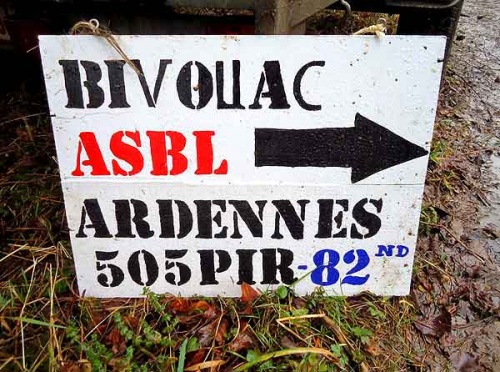 BIVOUAC
ASBL
ARDENNES
505PIR-82ND